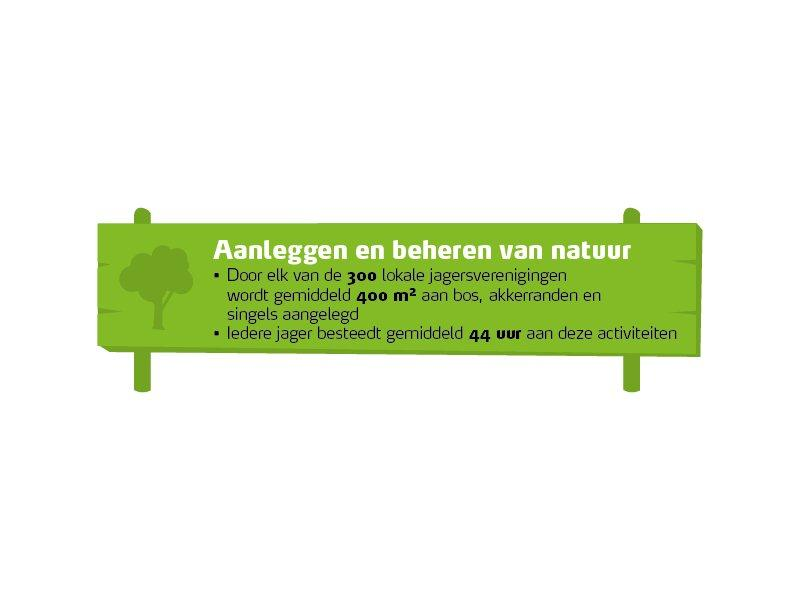 Aanleggen en beheren van natuur
• Door elk van de 300 lokale jagersverenigingen
wordt gemiddeld 400 m² aan bos, akkerranden en
singels aangelegd
• Iedere jager besteedt gemiddeld 44 uur aan deze activiteiten